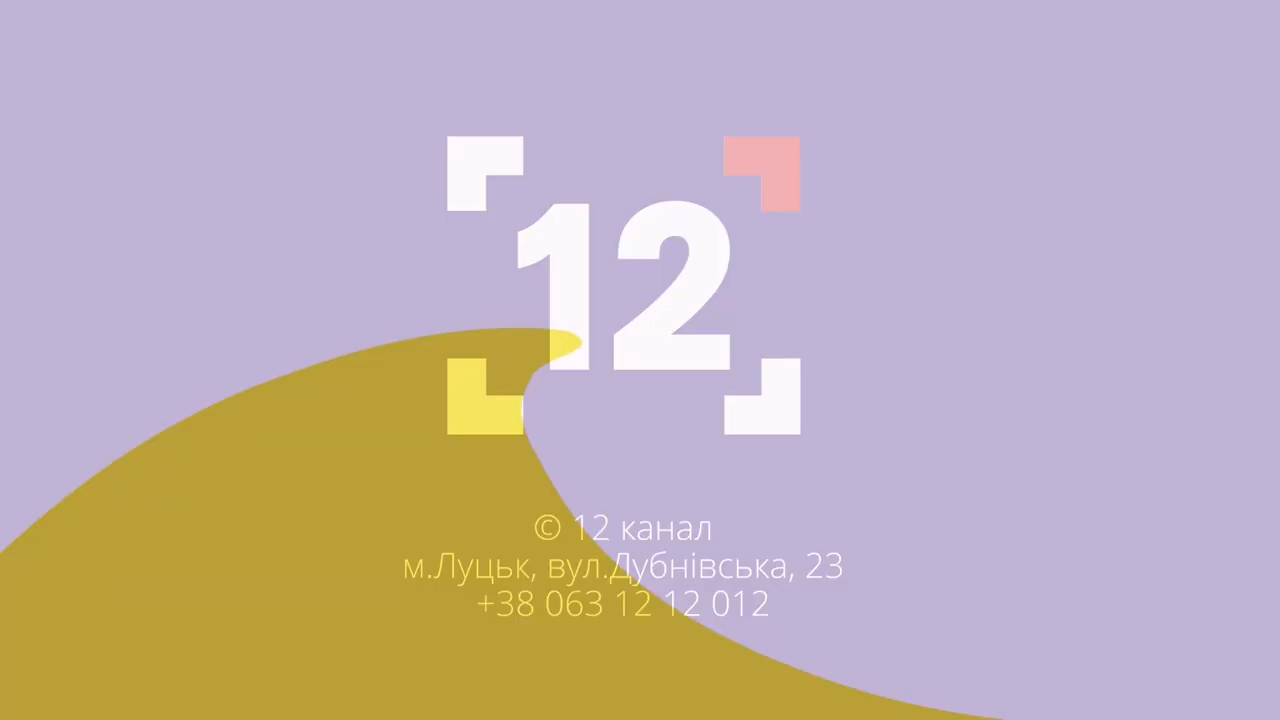 12
© 12 канал
м.Луцьк, вул.Дубнівська, 23
+38 063 12 12 012